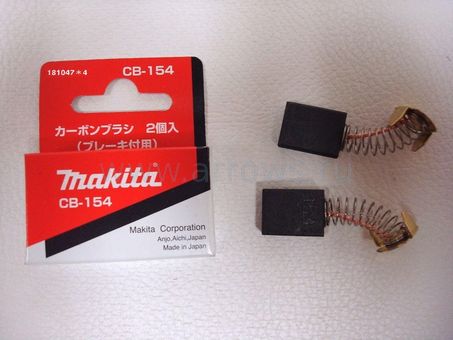 181047*4
CB-154
カーボンブラシ 2個入
(ブレーキ付用)
makita
CB-154
Makita Corporation
Anjo,Aichi,Japan
Made in Japan
154